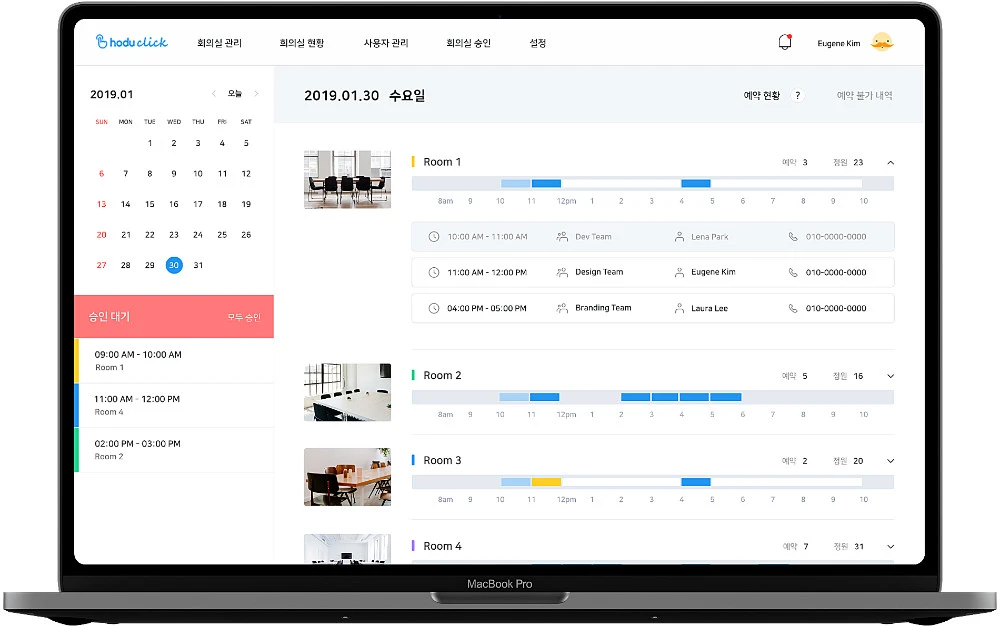 hodu click 회의실 관리 회의실 현황 사용자 관리 회의실 승인 설정 Eugene Kim
2019.01 오늘
SUN MON TUE WED THU FRI SAT
1 2 3 4 5
6 7 8 9 10 11 12
13 14 15 16 17 18 19
20 21 22 23 24 25 26
27 28 29 30 31
승인 대기 모두 승인
09:00 AM - 10:00 AM
Room 1
11:00 AM - 12:00 PM
Room 4
02:00 PM - 03:00 PM
Room 2
2019.01.30 수요일 예약 현황 ? 예약 불가 내역
Room 1 예약 3 정원 23
8am 9 10 11 12pm 1 2 3 4 5 6 7 8 9 10
10:00 AM - 11:00 AM Dev Team Lena Park 010-0000-0000
11:00 AM - 12:00 PM Design Team Eugene Kim 010-0000-0000
04:00 PM - 05:00 PM Branding Team Laura Lee 010-0000-0000
Room 2 예약 5 정원 16
8am 9 10 11 12pm 1 2 3 4 5 6 7 8 9 10
Room 3 예약 2 정원 20
8am 9 10 11 12pm 1 2 3 4 5 6 7 8 9 10
Room 4 예약 7 정원 31
MacBook Pro